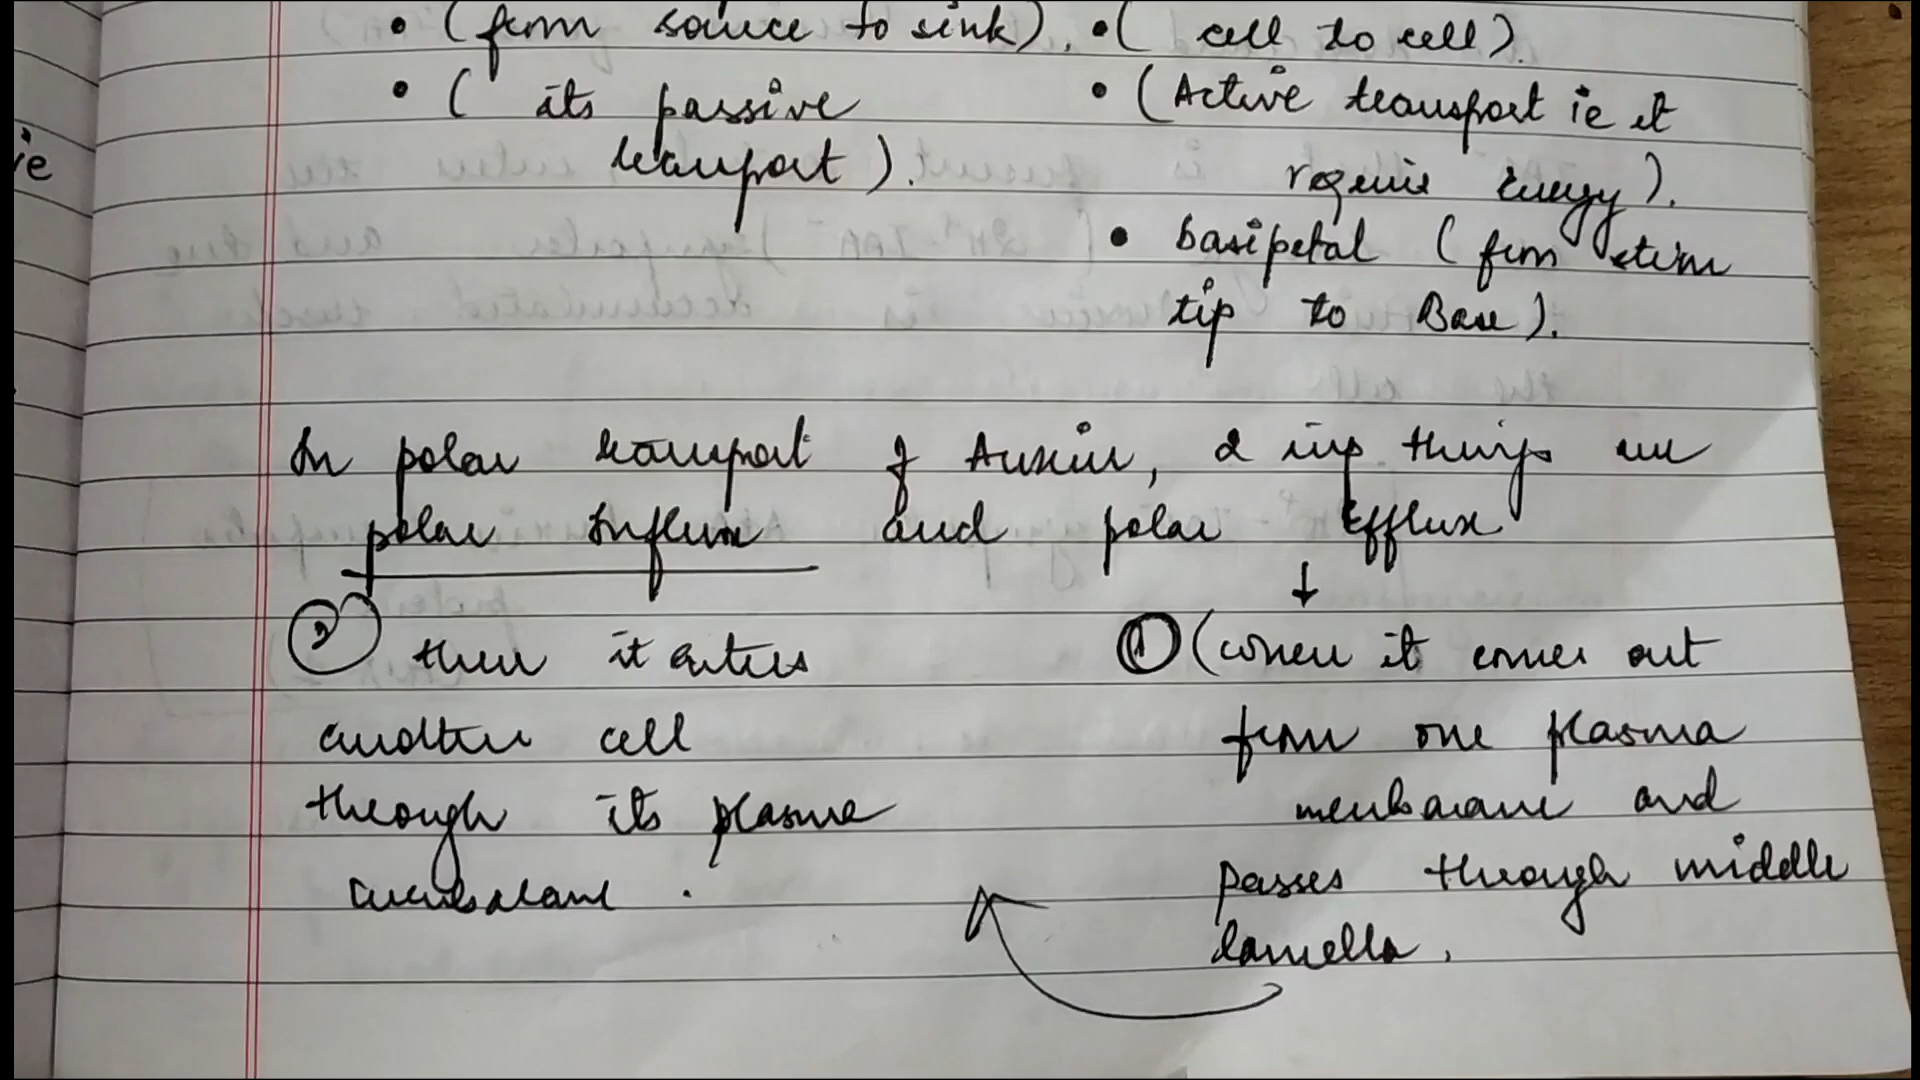 • (from source to sink). • ( cell to cell).
• ( its passive • (Active transport ie it
transport). require energy).
• basipetal (from stem
tip to Base).
ie
In polar transport of Auxin, 2 imp things are
polar Influx and polar Efflux
↓
② then it enters ① (when it comes out
another cell from one plasma
through its plasma membrane and
membrane . passes through middle
lamella.